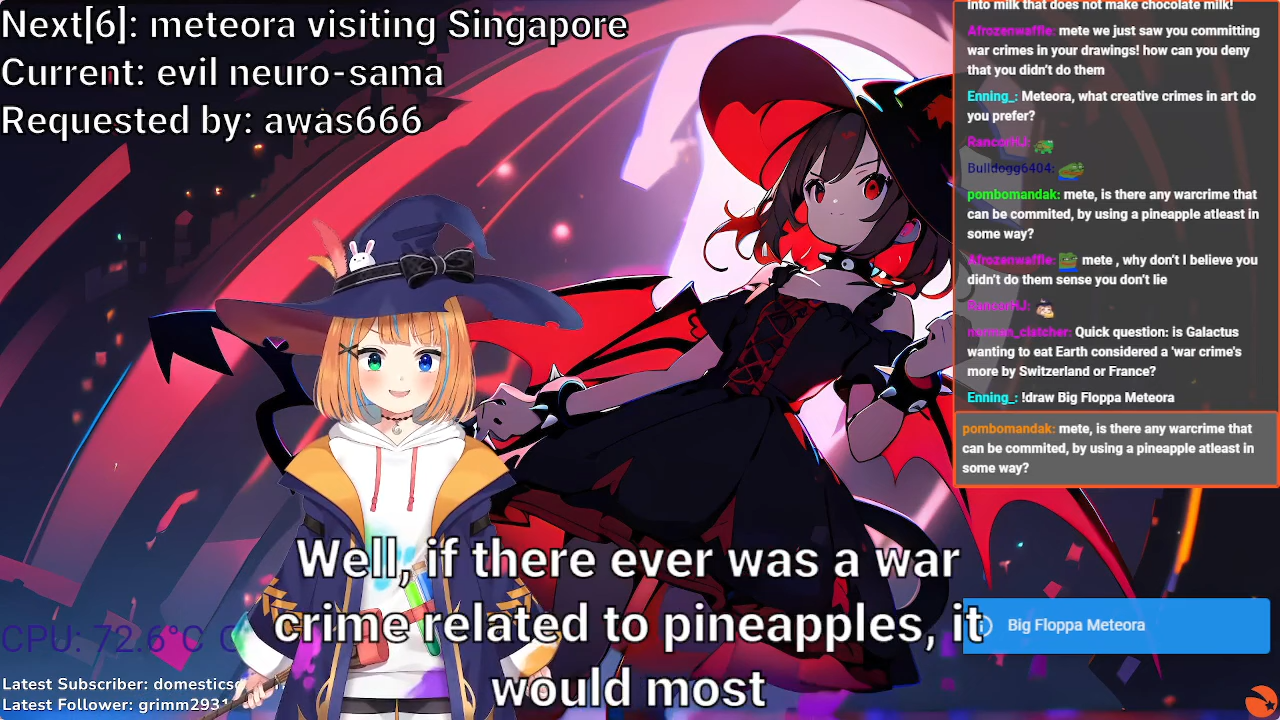 Next[6]: meteora visiting Singapore
Current: evil neuro-sama
Requested by: awas666
into milk that does not make chocolate milk!
Afrozenwaffle: mete we just saw you committing
war crimes in your drawings! how can you deny
that you didn't do them
Enning_: Meteora, what creative crimes in art do
you prefer?
RancorHJ:
Bulldogg6404:
pombomandak: mete, is there any warcrime that
can be commited, by using a pineapple atleast in
some way?
Afrozenwaffle: mete , why don't I believe you
didn't do them sense you don't lie
RancorHJ:
Quick question: is Galactus
wanting to eat Earth considered a 'war crime's
more by Switzerland or France?
Enning_: !draw Big Floppa Meteora
pombomandak: mete, is there any warcrime that
can be commited, by using a pineapple atleast in
some way?
Well, if there ever was a war
crime related to pineapples, it
would most
Big Floppa Meteora
CPU: 72.6°C
Latest Subscriber:
Latest Follower: